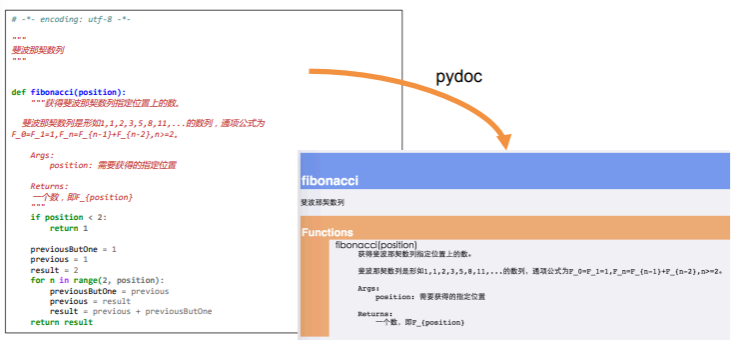 # -*- encoding: utf-8 -*-
"""
斐波那契数列
"""
def fibonacci(position):
"""获得斐波那契数列指定位置上的数。
斐波那契数列是形如1,1,2,3,5,8,11,...的数列，通项公式为
F_0=F_1=1,F_n=F_{n-1}+F_{n-2},n>=2。
Args:
position: 需要获得的指定位置
Returns:
一个数，即F_{position}
"""
if position < 2:
return 1
previousButOne = 1
previous = 1
result = 2
for n in range(2, position):
previousButOne = previous
previous = result
result = previous + previousButOne
return result
pydoc
fibonacci
斐波那契数列
Functions
fibonacci(position)
获得斐波那契数列指定位置上的数。
斐波那契数列是形如1,1,2,3,5,8,11,...的数列，通项公式为F_0=F_1=1,F_n=F_{n-1}+F_{n-2},n>=2。
Args:
position: 需要获得的指定位置
Returns:
一个数，即F_{position}